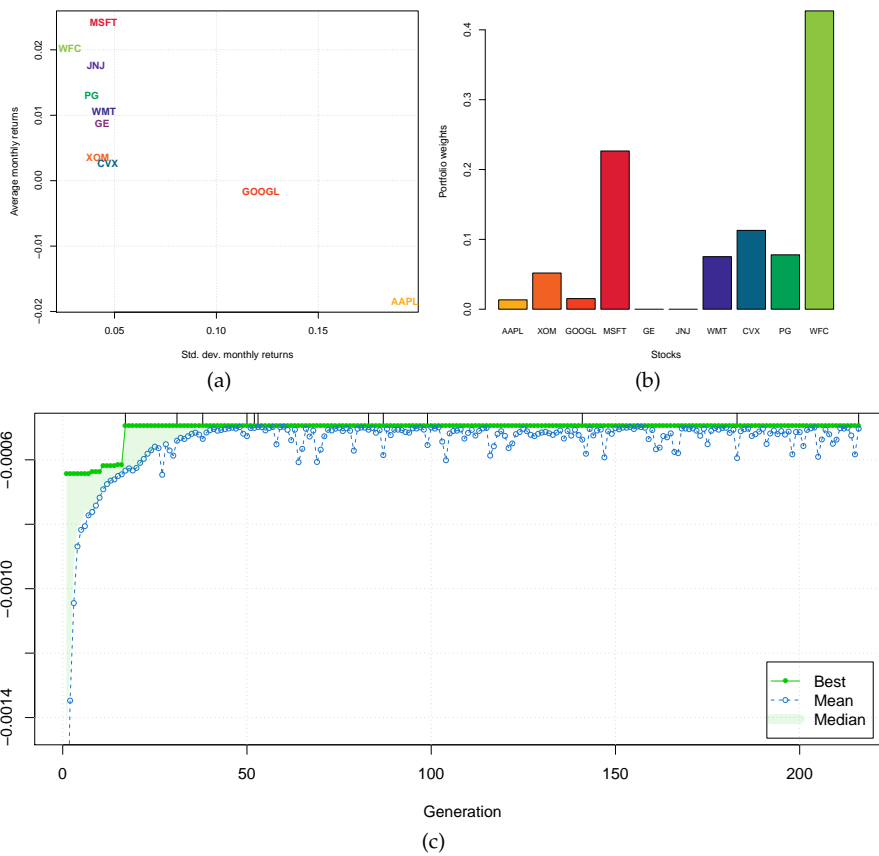 MSFT
WFC
JNJ
PG
WMT
GE
XOM
CVX
GOOGL
AAPL
0.02
0.01
0.00
−0.01
−0.02
Average monthly returns
0.05
0.10
0.15
Std. dev. monthly returns
(a)
0.4
0.3
0.2
0.1
0.0
Portfolio weights
AAPL XOM GOOGL MSFT GE JNJ WMT CVX PG WFC
Stocks
(b)
−0.0006
−0.0010
−0.0014
Best
Mean
Median
0 50 100 150 200
Generation
(c)